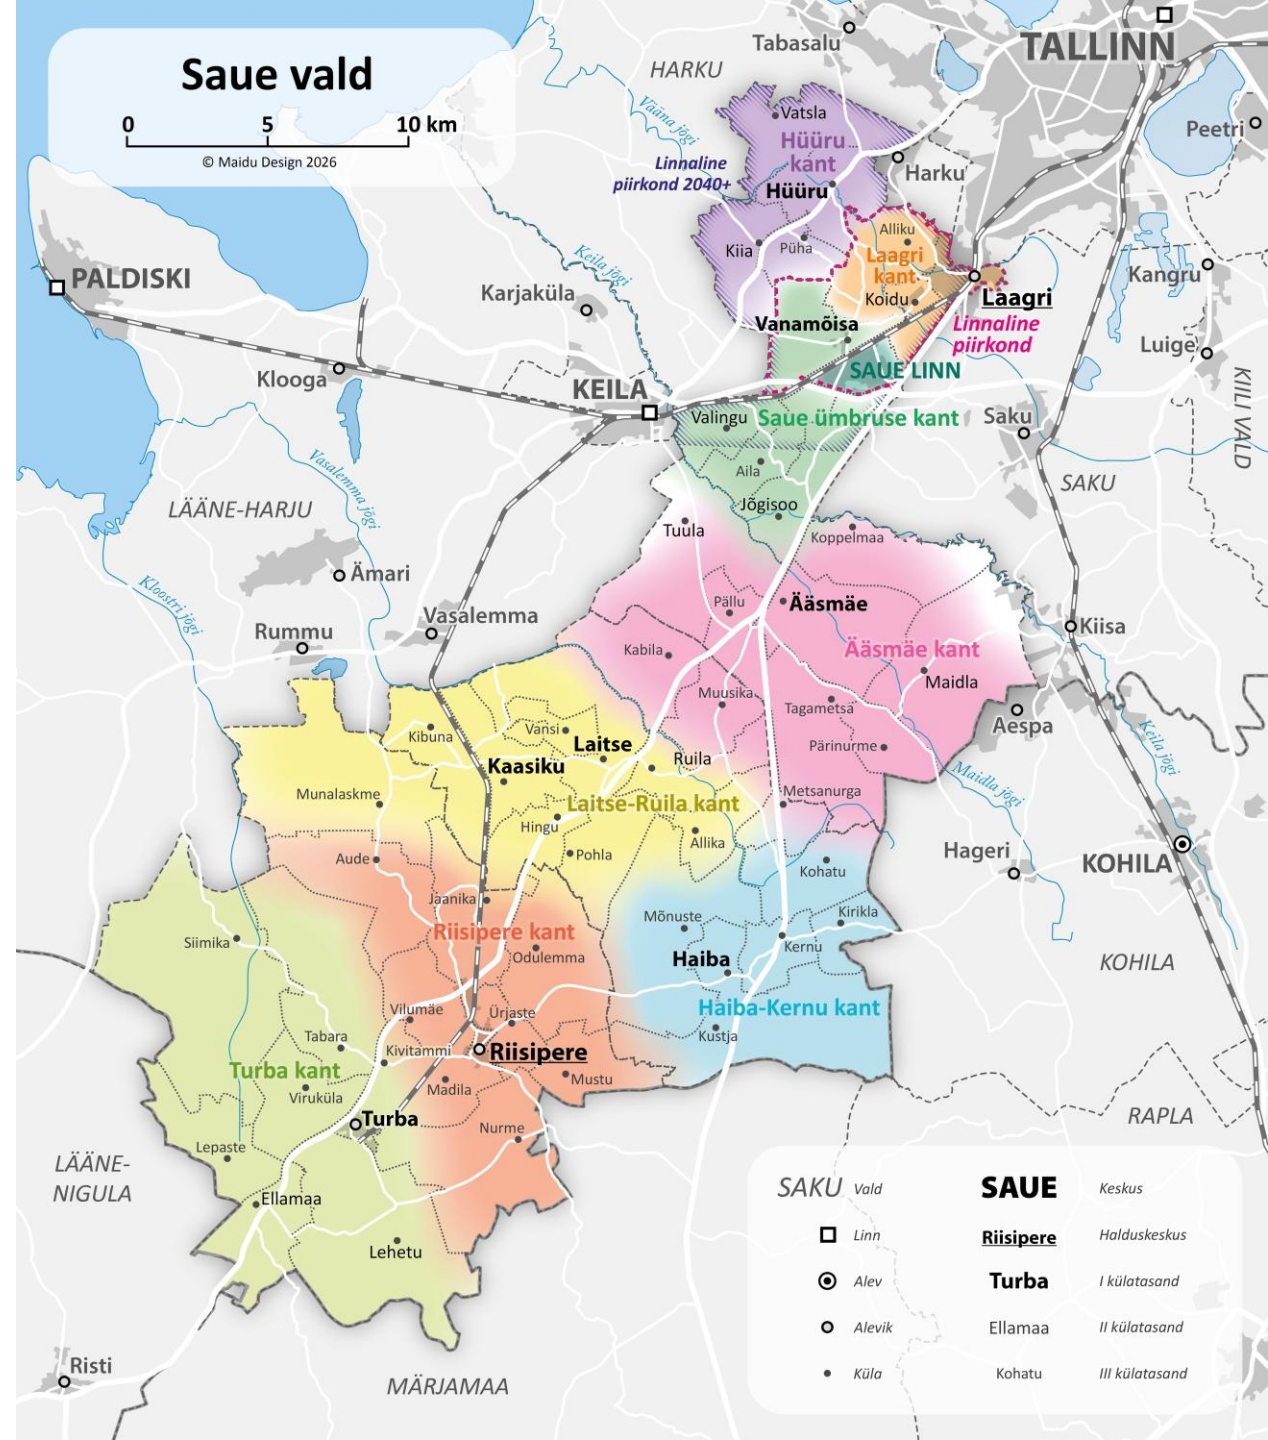 Saue vald
0 5 10 km
© Maidu Design 2026
TALLINN
Tabasalu
HARKU
Vääna jõgi
Vatsla
Hüüru
kant
Linnaline
piirkond 2040+
Hüüru
Harku
Peetri
Kiia
Püha
Alliku
Laagri
kant
Koidu
Laagri
Linnaline
piirkond
Kangru
Luige
PALDISKI
Keila jõgi
Karjaküla
Vanamõisa
SAUE LINN
Klooga
KEILA
Valingu
Saue ümbruse kant
Saku
KIILI VALD
Aila
SAKU
Vasalemma jõgi
LÄÄNE-HARJU
Jõgisoo
Tuula
Koppelmaa
Ämari
Kloostri jõgi
Rummu
Vasalemma
Pällu
Ääsmäe
Kiisa
Kabila
Ääsmäe kant
Maidla
Muusika
Tagametsa
Aespa
Keila jõgi
Kibuna
Vansi
Laitse
Kaasiku
Ruila
Pärinurme
Maidla jõgi
Munalaskme
Laitse-Ruila kant
Metsanurga
Hingu
Allika
Aude
Pohla
Kohatu
Hageri
KOHILA
Jaanika
Riisipere kant
Mõnuste
Kirikla
Siimika
Odulemma
Haiba
Kernu
KOHILA
Vilumäe
Ürjaste
Haiba-Kernu kant
Tabara
Kivitammi
Riisipere
Kustja
Turba kant
Viruküla
Madila
Mustu
Turba
Nurme
RAPLA
Lepaste
LÄÄNE-
NIGULA
Ellamaa
Lehetu
Risti
MÄRJAMAA
SAKU Vald SAUE Keskus
Linn Riisipere Halduskeskus
Alev Turba I külatasand
Alevik Ellamaa II külatasand
Küla Kohatu III külatasand